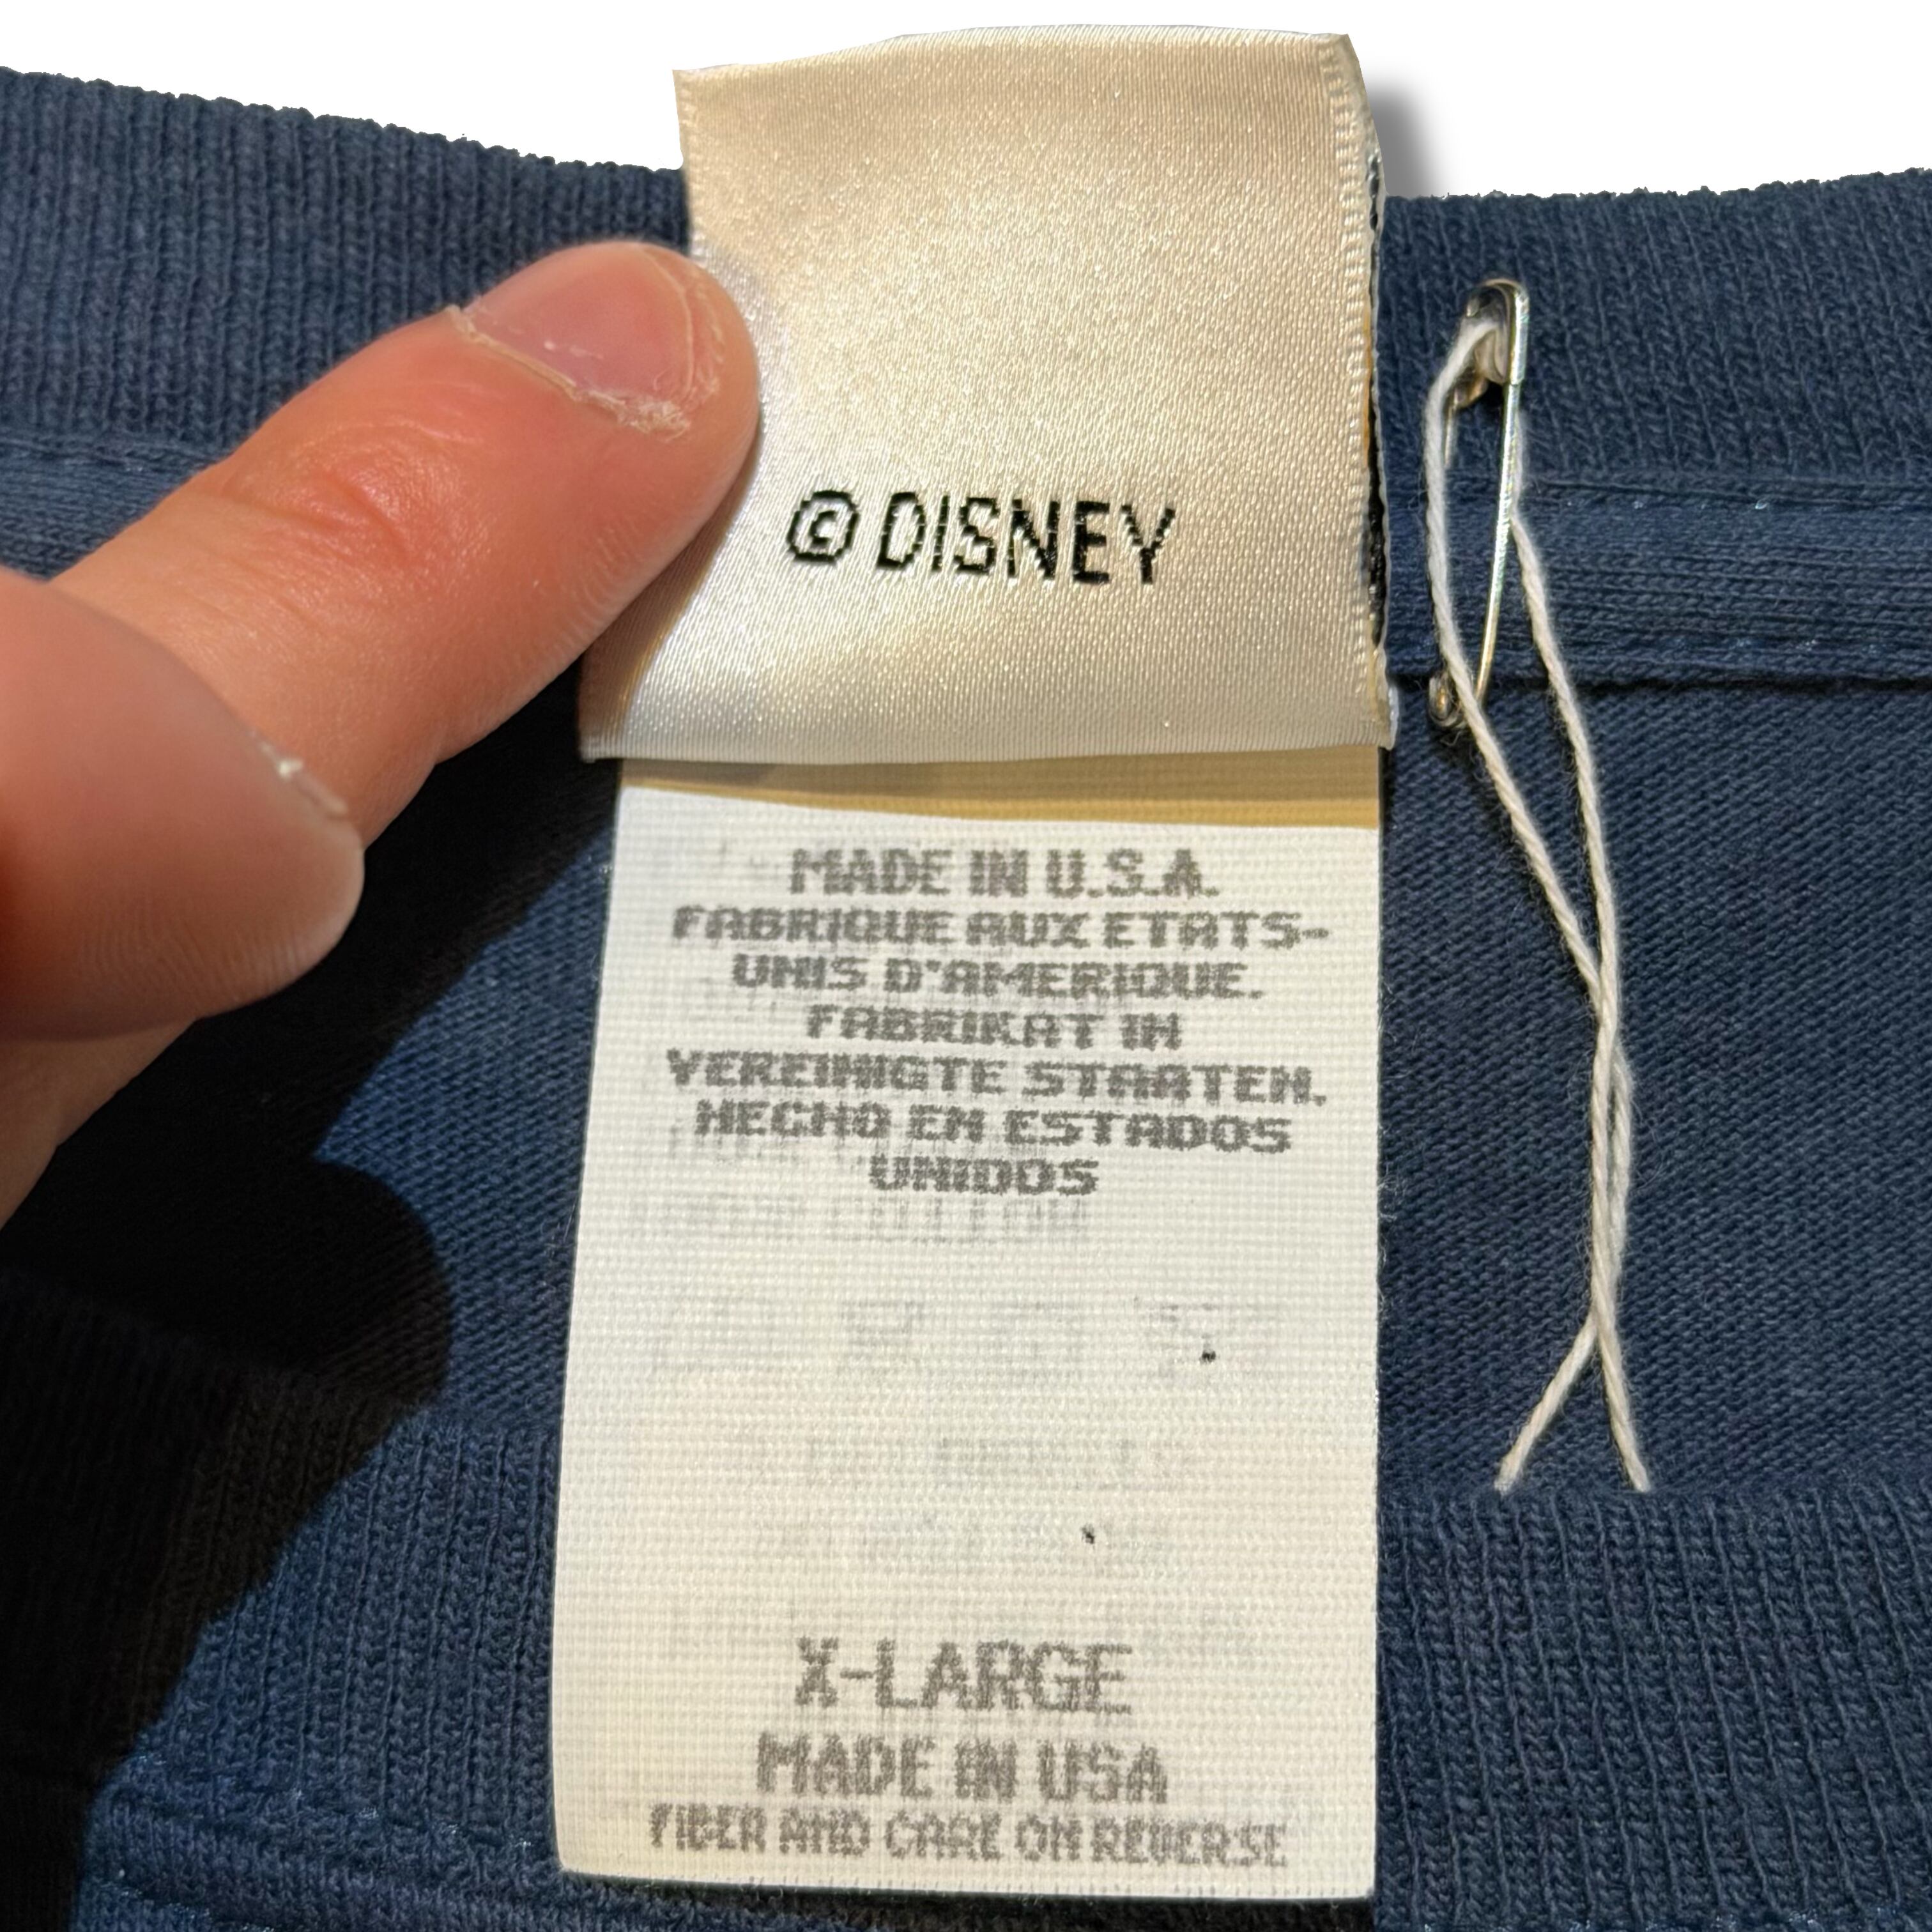 © DISNEY
MADE IN U.S.A.
FABRIQUE AUX ETATS-
UNIS D'AMERIQUE.
FABRIKAT IN
VEREINIGTE STAATEN.
HECHO EN ESTADOS
UNIDOS
X-LARGE
MADE IN USA
FIBER AND CARE ON REVERSE